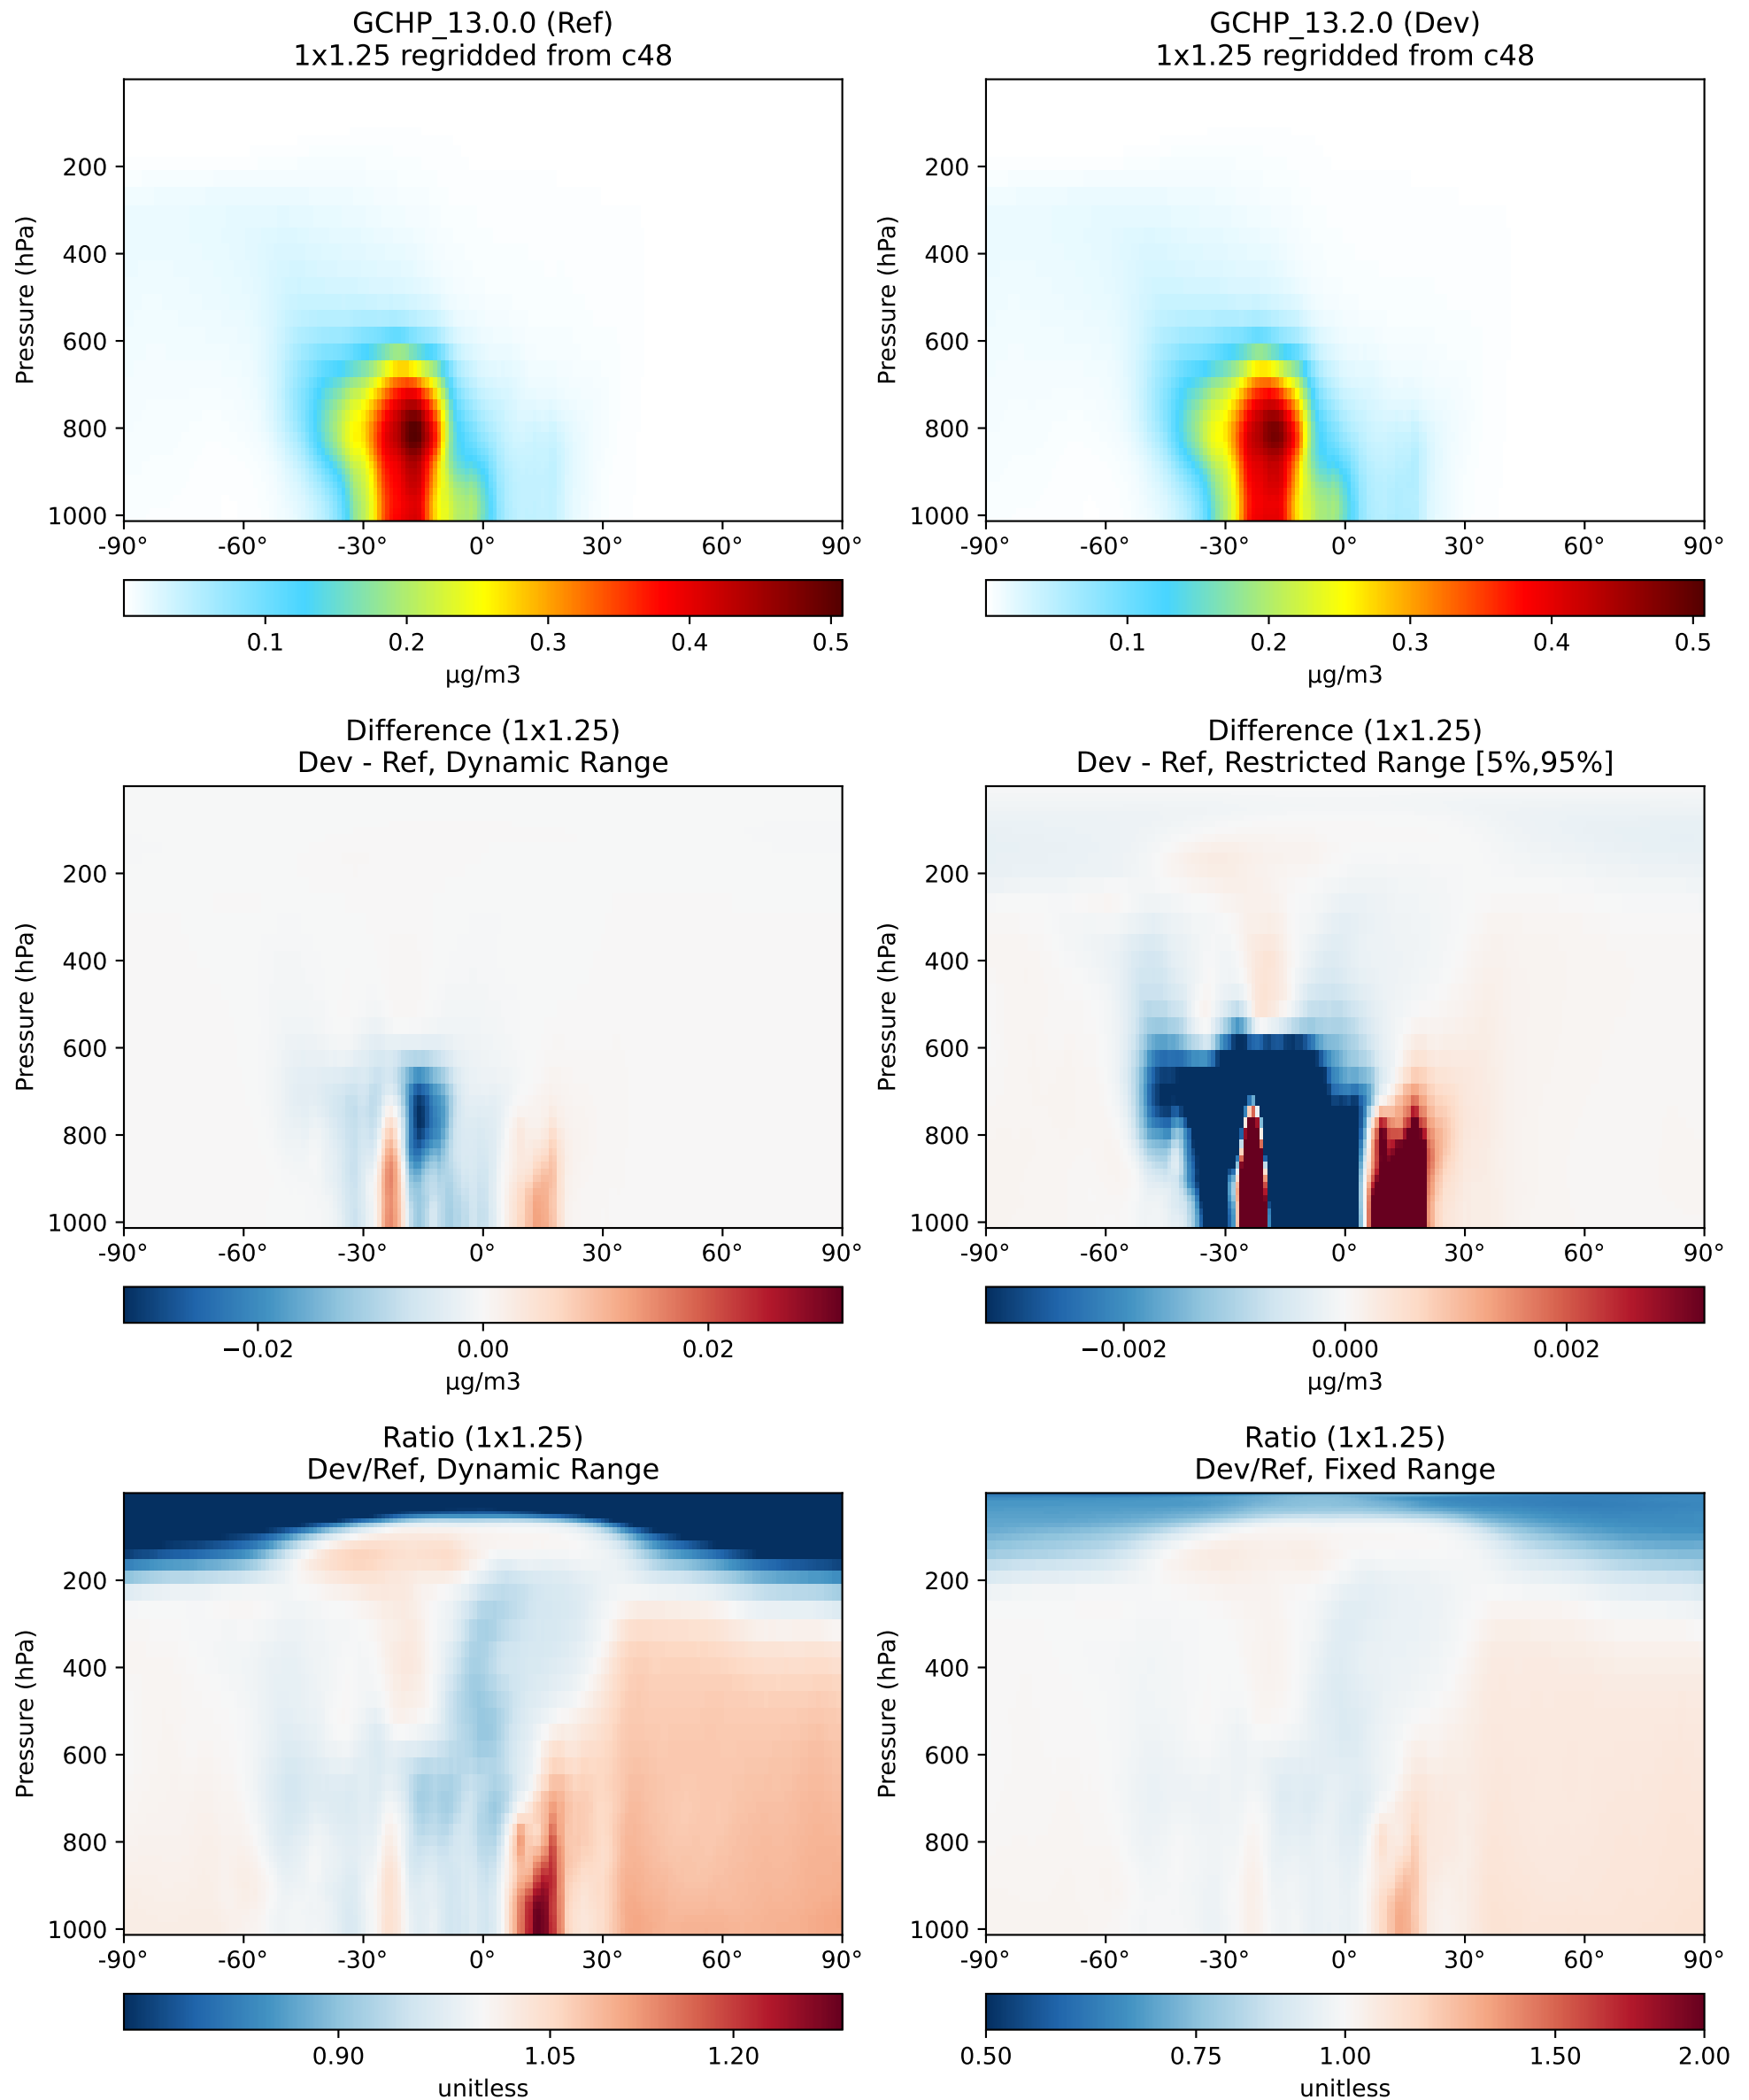 GCHP_13.0.0 (Ref)
1x1.25 regridded from c48
Pressure (hPa)
200
400
600
800
1000
-90° -60° -30° 0° 30° 60° 90°
0.1 0.2 0.3 0.4 0.5
μg/m3
GCHP_13.2.0 (Dev)
1x1.25 regridded from c48
Pressure (hPa)
200
400
600
800
1000
-90° -60° -30° 0° 30° 60° 90°
0.1 0.2 0.3 0.4 0.5
μg/m3
Difference (1x1.25)
Dev - Ref, Dynamic Range
Pressure (hPa)
200
400
600
800
1000
-90° -60° -30° 0° 30° 60° 90°
−0.02 0.00 0.02
μg/m3
Difference (1x1.25)
Dev - Ref, Restricted Range [5%,95%]
Pressure (hPa)
200
400
600
800
1000
-90° -60° -30° 0° 30° 60° 90°
−0.002 0.000 0.002
μg/m3
Ratio (1x1.25)
Dev/Ref, Dynamic Range
Pressure (hPa)
200
400
600
800
1000
-90° -60° -30° 0° 30° 60° 90°
0.90 1.05 1.20
unitless
Ratio (1x1.25)
Dev/Ref, Fixed Range
Pressure (hPa)
200
400
600
800
1000
-90° -60° -30° 0° 30° 60° 90°
0.50 0.75 1.00 1.50 2.00
unitless